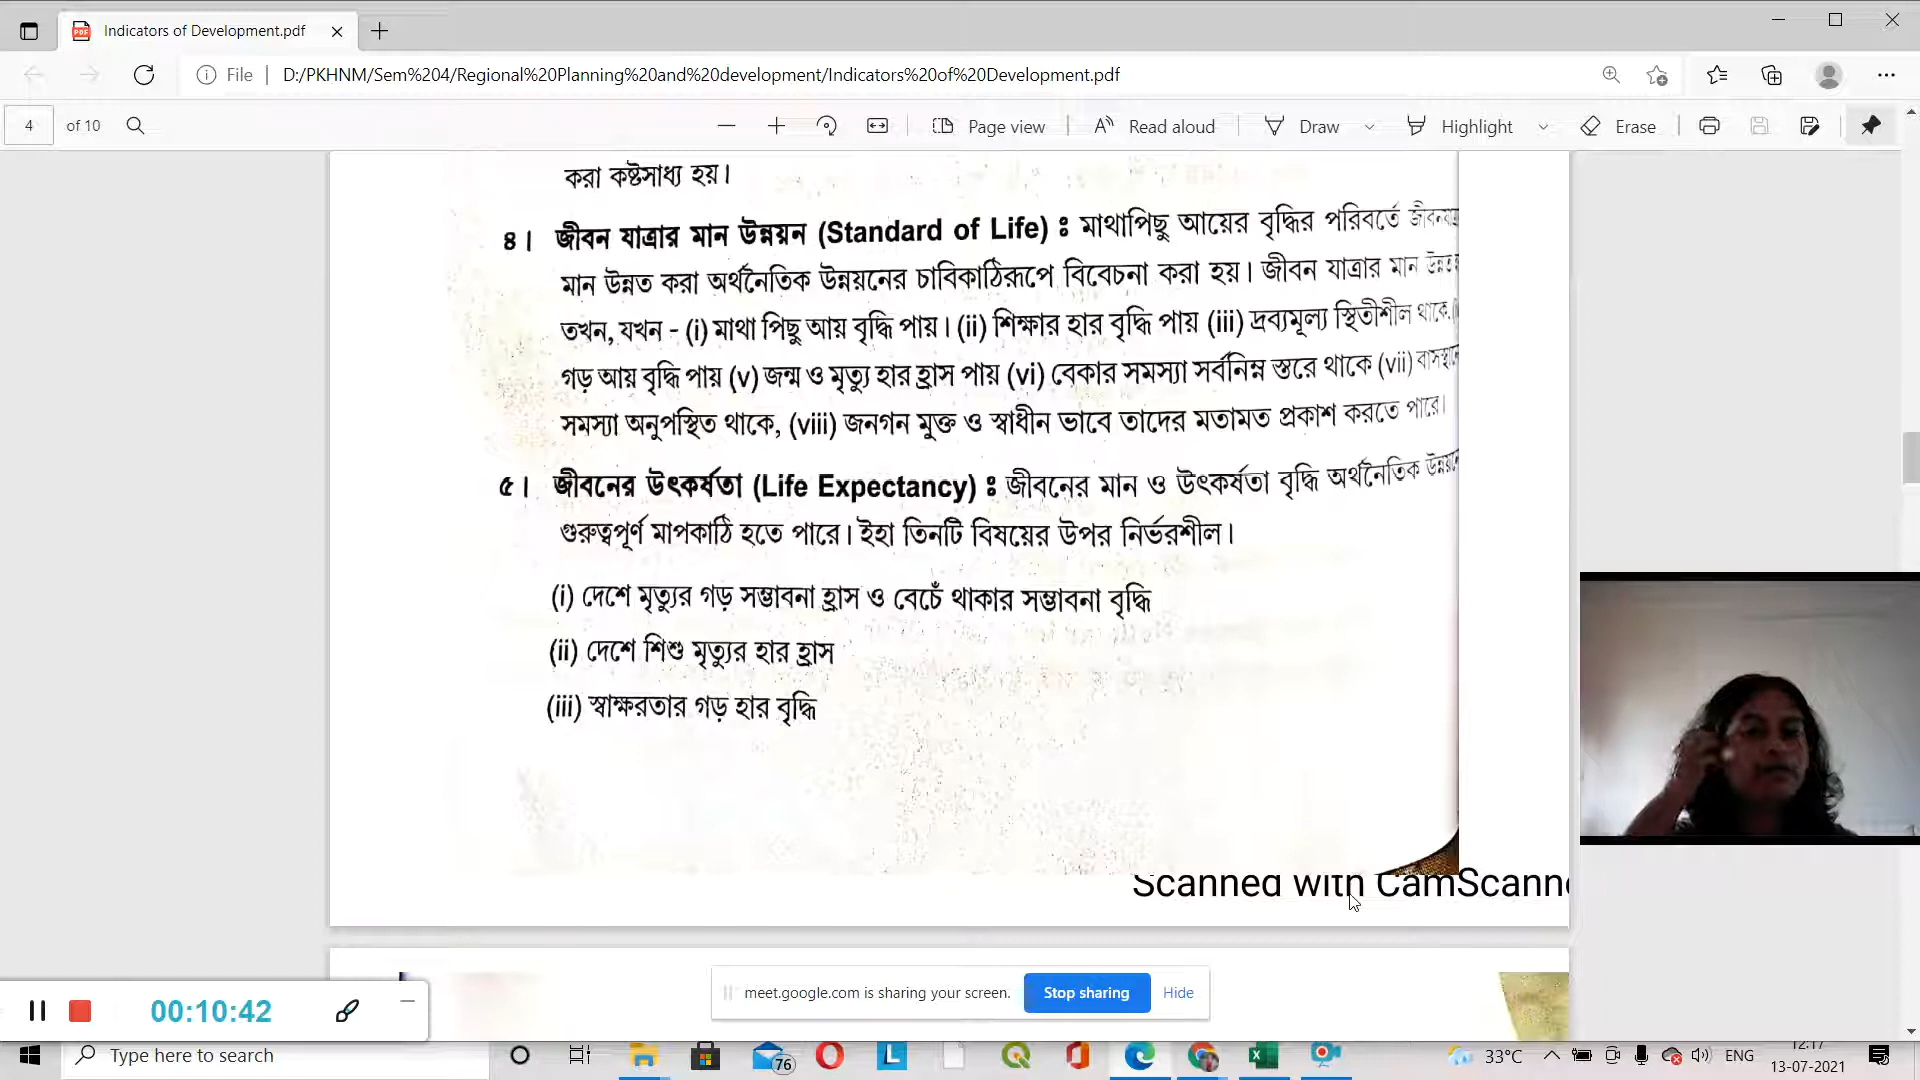 Indicators of Development.pdf
File
D:/PKHNM/Sem%204/Regional%20Planning%20and%20development/Indicators%20of%20Development.pdf
4 of 10
Page view
Read aloud
Draw
Highlight
Erase
করা কষ্টসাধ্য হয়।
৪। জীবন যাত্রার মান উন্নয়ন (Standard of Life) ঃ মাথাপিছু আয়ের বৃদ্ধির পরিবর্তে
মান উন্নত করা অর্থনৈতিক উন্নয়নের চাবিকাঠিরূপে বিবেচনা করা হয়। জীবন যাত্রার মান
তখন, যখন - (i) মাথা পিছু আয় বৃদ্ধি পায়। (ii) শিক্ষার হার বৃদ্ধি পায় (iii) দ্রব্যমূল্য স্থিতীশীল থাকে,
গড় আয় বৃদ্ধি পায় (v) জন্ম ও মৃত্যু হার হ্রাস পায় (vi) বেকার সমস্যা সর্বনিম্ন স্তরে থাকে (vii)
সমস্যা অনুপস্থিত থাকে, (viii) জনগন মুক্ত ও স্বাধীন ভাবে তাদের মতামত প্রকাশ করতে পারে।
৫। জীবনের উৎকর্ষতা (Life Expectancy) ঃ জীবনের মান ও উৎকর্ষতা বৃদ্ধি অর্থনৈতিক
গুরুত্বপূর্ণ মাপকাঠি হতে পারে। ইহা তিনটি বিষয়ের উপর নির্ভরশীল।
(i) দেশে মৃত্যুর গড় সম্ভাবনা হ্রাস ও বেচেঁ থাকার সম্ভাবনা বৃদ্ধি
(ii) দেশে শিশু মৃত্যুর হার হ্রাস
(iii) স্বাক্ষরতার গড় হার বৃদ্ধি
Scanned with CamScanne
meet.google.com is sharing your screen.
Stop sharing
Hide
00:10:42
Type here to search
76
33°C
ENG
12:17
13-07-2021